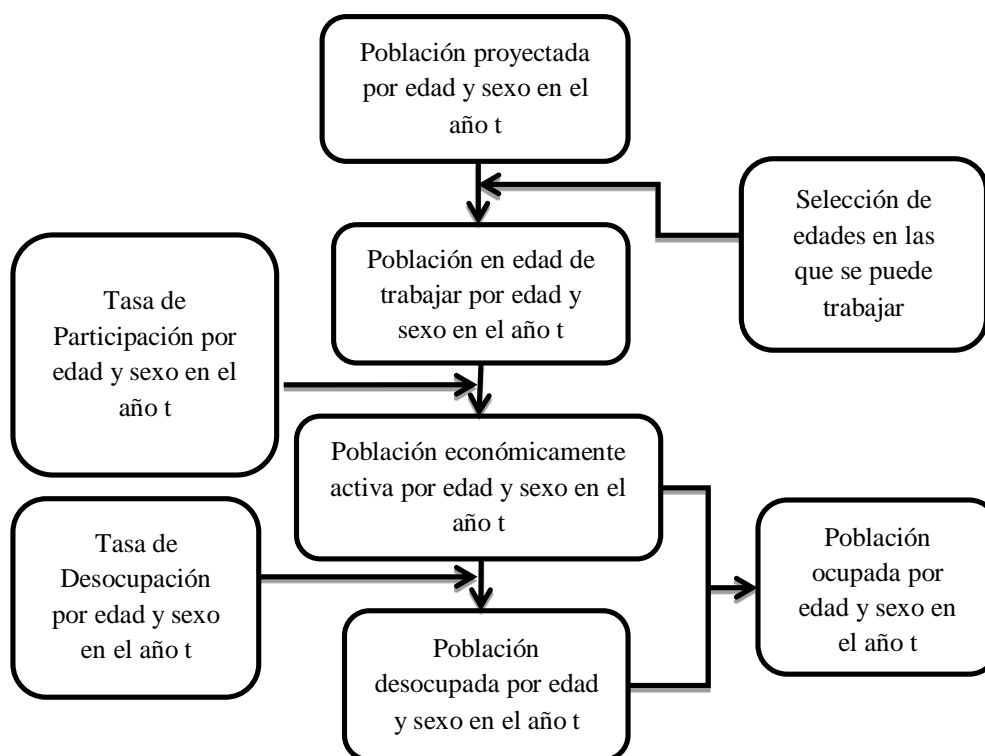 Población proyectada
por edad y sexo en el
año t
Selección de
edades en las
que se puede
trabajar
Población en edad de
trabajar por edad y
sexo en el año t
Tasa de
Participación por
edad y sexo en el
año t
Población económicamente
activa por edad y sexo en el
año t
Tasa de
Desocupación
por edad y sexo
en el año t
Población
ocupada por
edad y sexo en
el año t
Población
desocupada por edad
y sexo en el año t